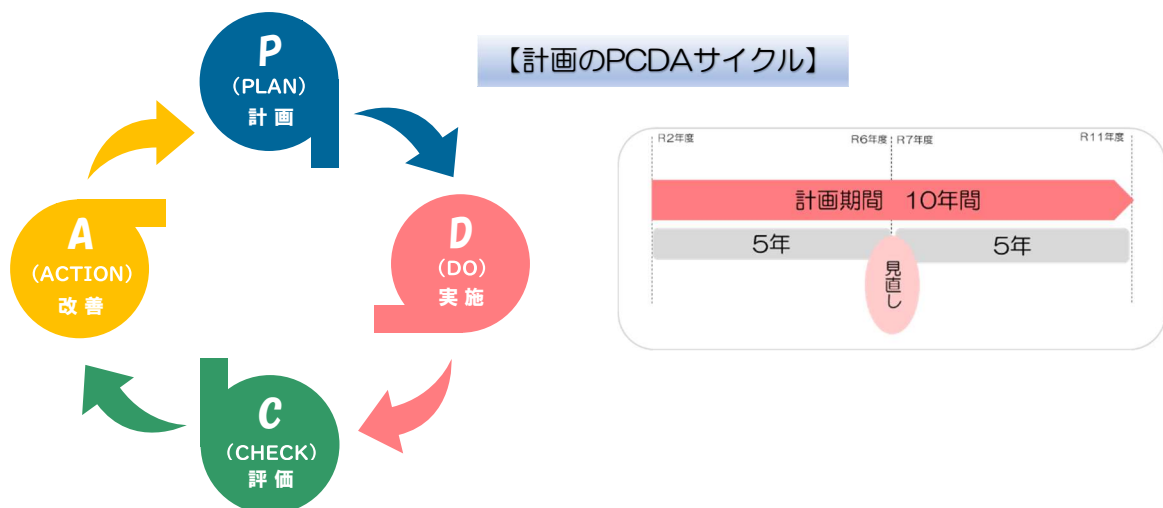 【計画のPCDAサイクル】
P
(PLAN)
計画
D
(DO)
実施
C
(CHECK)
評価
A
(ACTION)
改善
R2年度
R6年度
R7年度
R11年度
計画期間　10年間
5年
5年
見直し